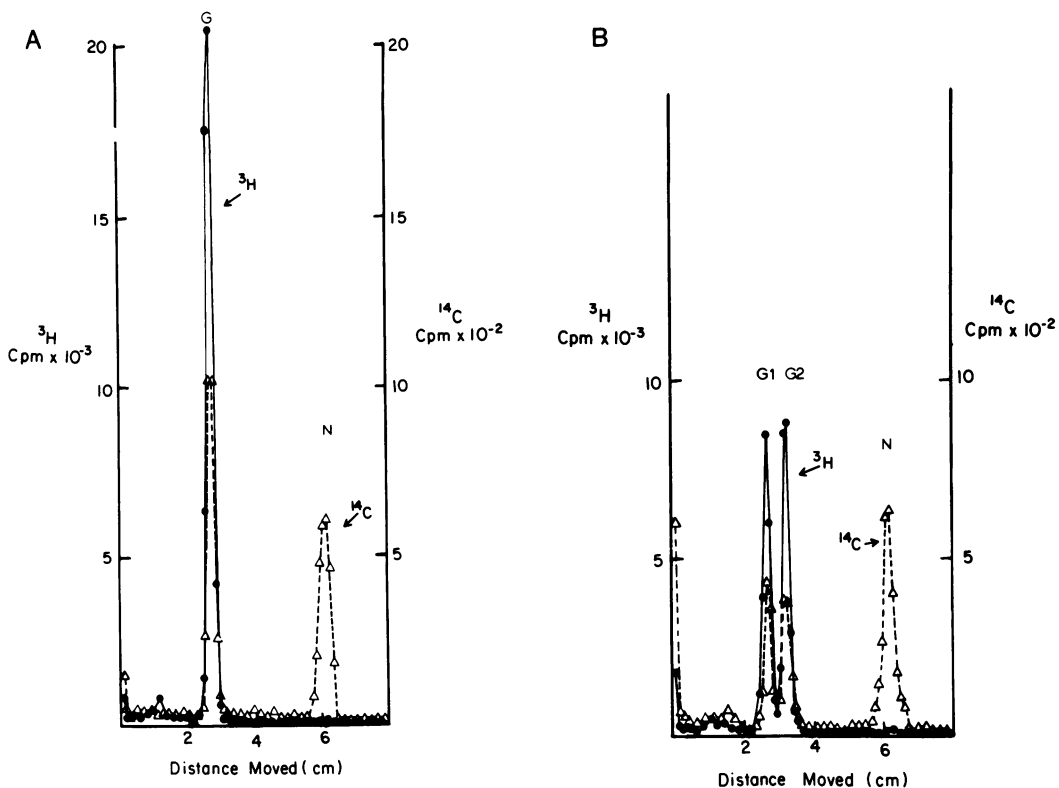 A
G
20
20
³H
15
15
³H
Cpm x 10⁻³
¹⁴C
Cpm x 10⁻²
10
10
N
¹⁴C
5
5
2
4
6
Distance Moved (cm)
B
³H
Cpm x 10⁻³
¹⁴C
Cpm x 10⁻²
10
10
G1
G2
N
³H
¹⁴C
5
5
2
4
6
Distance Moved (cm)